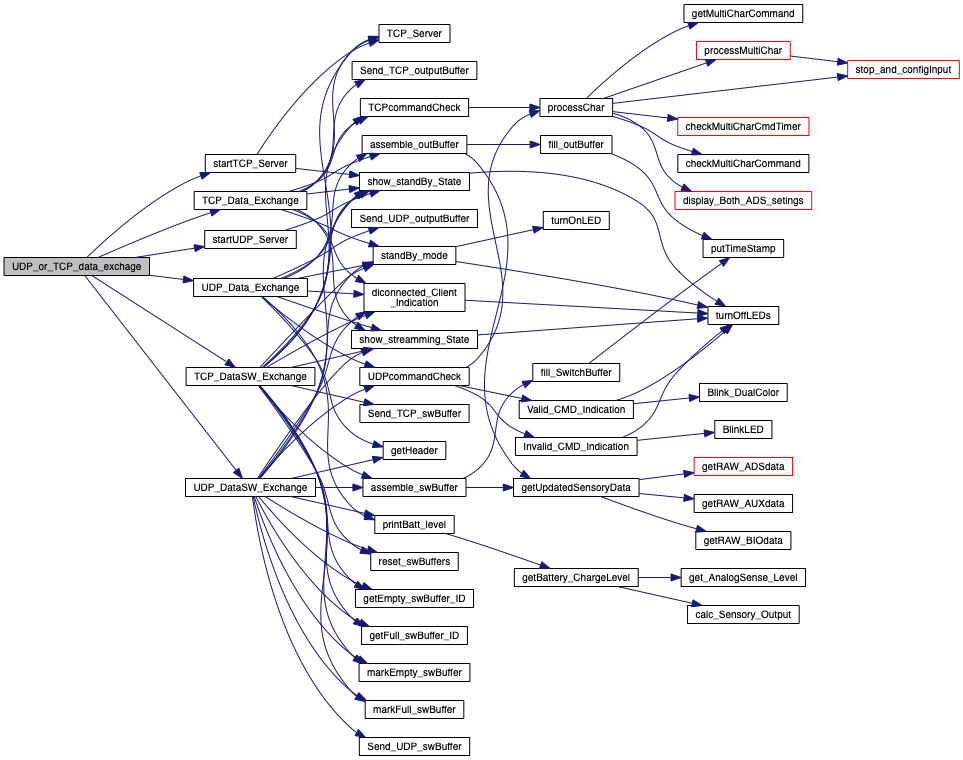 getMultiCharCommand
TCP_Server
processMultiChar
Send_TCP_outputBuffer
stop_and_configInput
TCPcommandCheck
processChar
checkMultiCharCmdTimer
assemble_outBuffer
fill_outBuffer
startTCP_Server
checkMultiCharCommand
show_standBy_State
TCP_Data_Exchange
display_Both_ADS_setings
Send_UDP_outputBuffer
turnOnLED
startUDP_Server
putTimeStamp
standBy_mode
UDP_or_TCP_data_exchage
UDP_Data_Exchange
diconnected_Client
_Indication
turnOffLEDs
show_streamming_State
TCP_DataSW_Exchange
UDPcommandCheck
fill_SwitchBuffer
Blink_DualColor
Send_TCP_swBuffer
Valid_CMD_Indication
BlinkLED
getHeader
Invalid_CMD_Indication
getRAW_ADSdata
UDP_DataSW_Exchange
assemble_swBuffer
getUpdatedSensoryData
getRAW_AUXdata
printBatt_level
getRAW_BIOdata
reset_swBuffers
getBattery_ChargeLevel
get_AnalogSense_Level
getEmpty_swBuffer_ID
calc_Sensory_Output
getFull_swBuffer_ID
markEmpty_swBuffer
markFull_swBuffer
Send_UDP_swBuffer